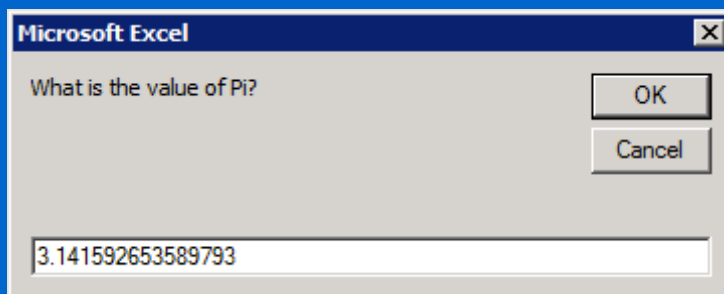 Microsoft Excel
What is the value of Pi?
OK
Cancel
3.141592653589793